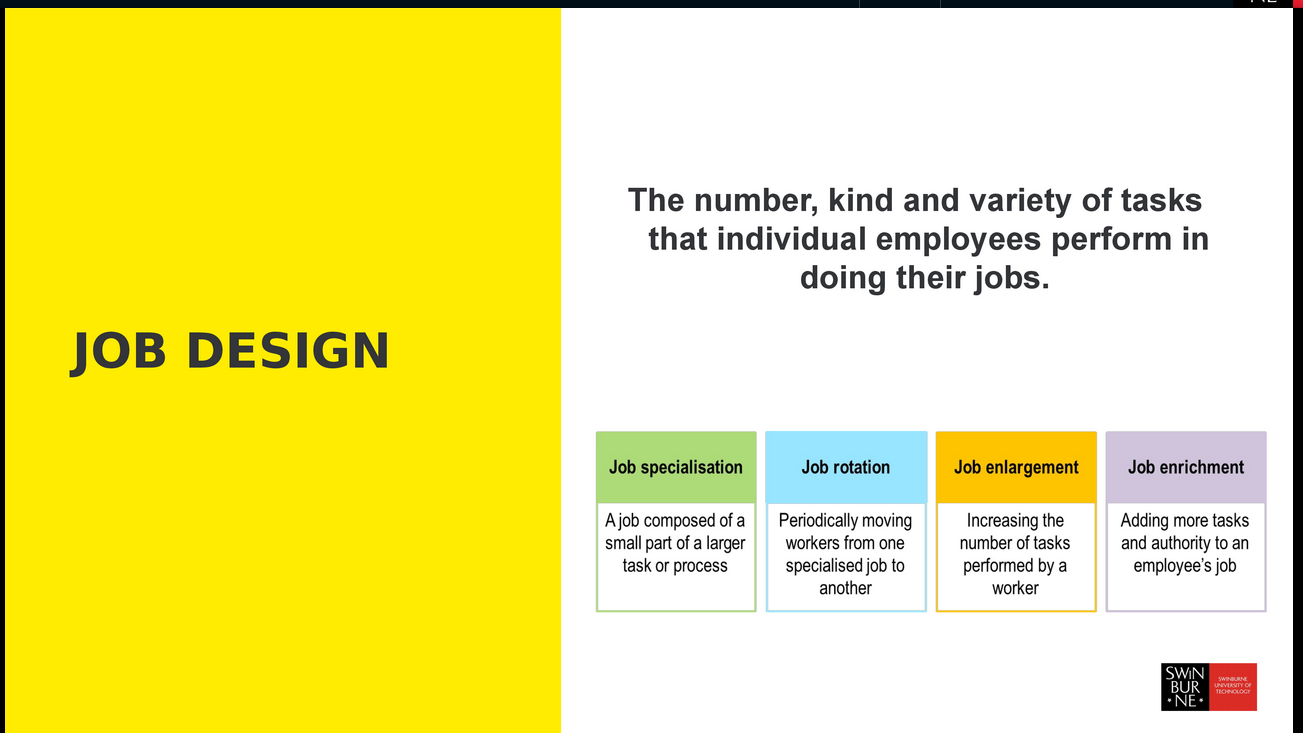 JOB DESIGN
The number, kind and variety of tasks
that individual employees perform in
doing their jobs.
Job specialisation
A job composed of a
small part of a larger
task or process
Job rotation
Periodically moving
workers from one
specialised job to
another
Job enlargement
Increasing the
number of tasks
performed by a
worker
Job enrichment
Adding more tasks
and authority to an
employee’s job
SWIN
BUR
*NE*
SWINBURNE
UNIVERSITY OF
TECHNOLOGY